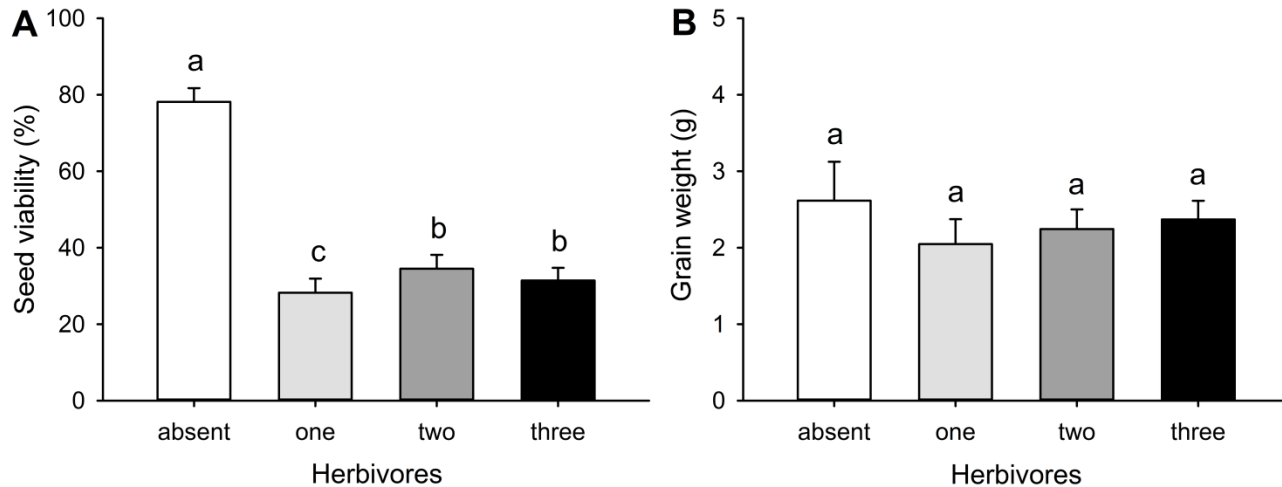 A
Seed viability (%)
100
80
60
40
20
0
a
c
b
b
absent one two three
Herbivores
B
Grain weight (g)
5
4
3
2
1
0
a
a
a
a
absent one two three
Herbivores